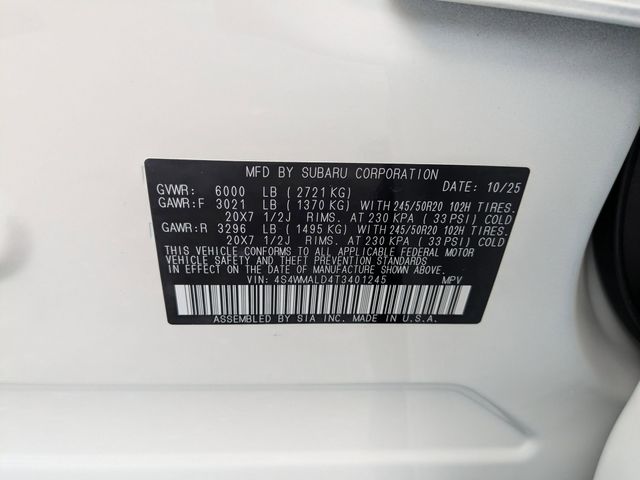 MFD BY SUBARU CORPORATION
GVWR: 6000 LB ( 2721 KG) DATE: 10/25
GAWR:F 3021 LB ( 1370 KG) WITH 245/50R20 102H TIRES.
20X7 1/2J RIMS. AT 230 KPA ( 33 PSI) COLD
GAWR:R 3296 LB ( 1495 KG) WITH 245/50R20 102H TIRES.
20X7 1/2J RIMS. AT 230 KPA ( 33 PSI) COLD
THIS VEHICLE CONFORMS TO ALL APPLICABLE FEDERAL MOTOR
VEHICLE SAFETY AND THEFT PREVENTION STANDARDS IN EFFECT
ON THE DATE OF MANUFACTURE SHOWN ABOVE.
VIN: 4S4WMALD4T3401245 MPV
ASSEMBLED BY SIA INC. MADE IN U.S.A.